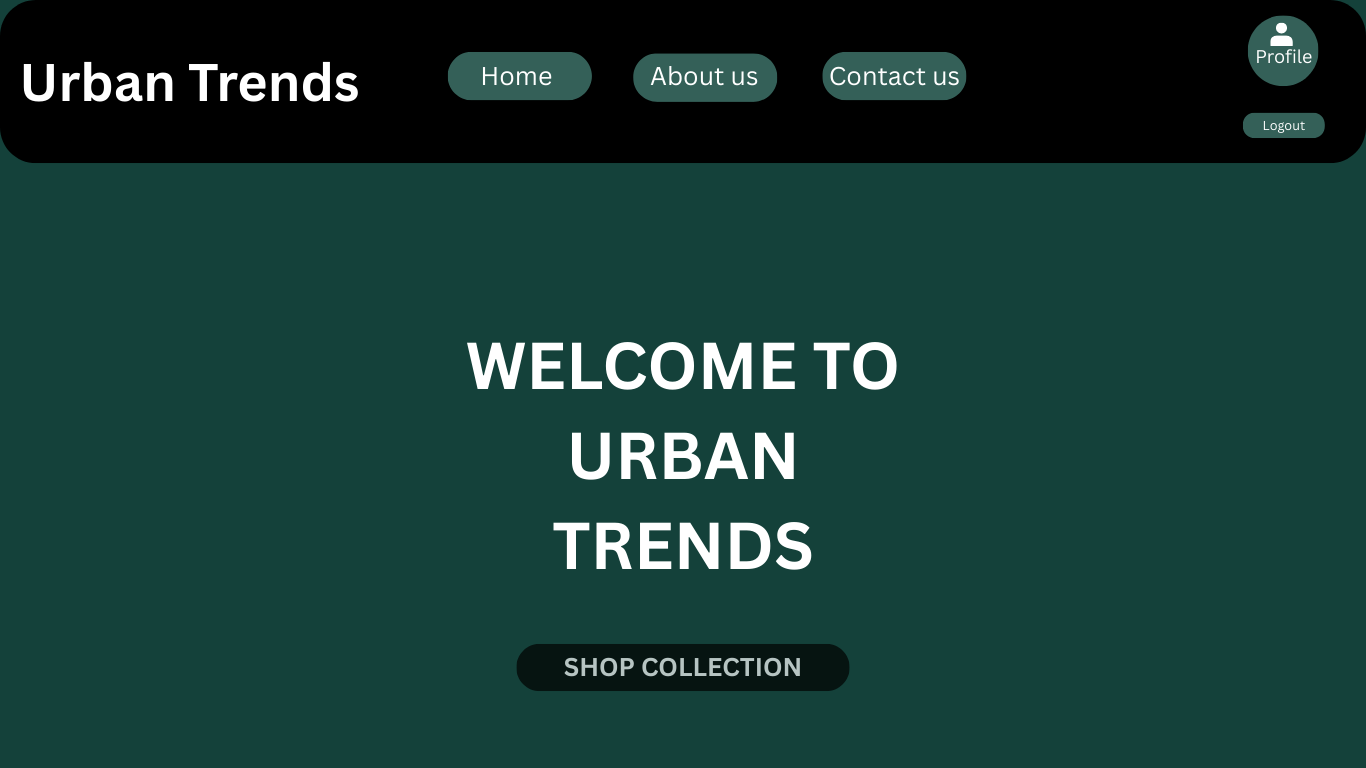 Urban Trends
Home
About us
Contact us
Profile
Logout
WELCOME TO
URBAN
TRENDS
SHOP COLLECTION